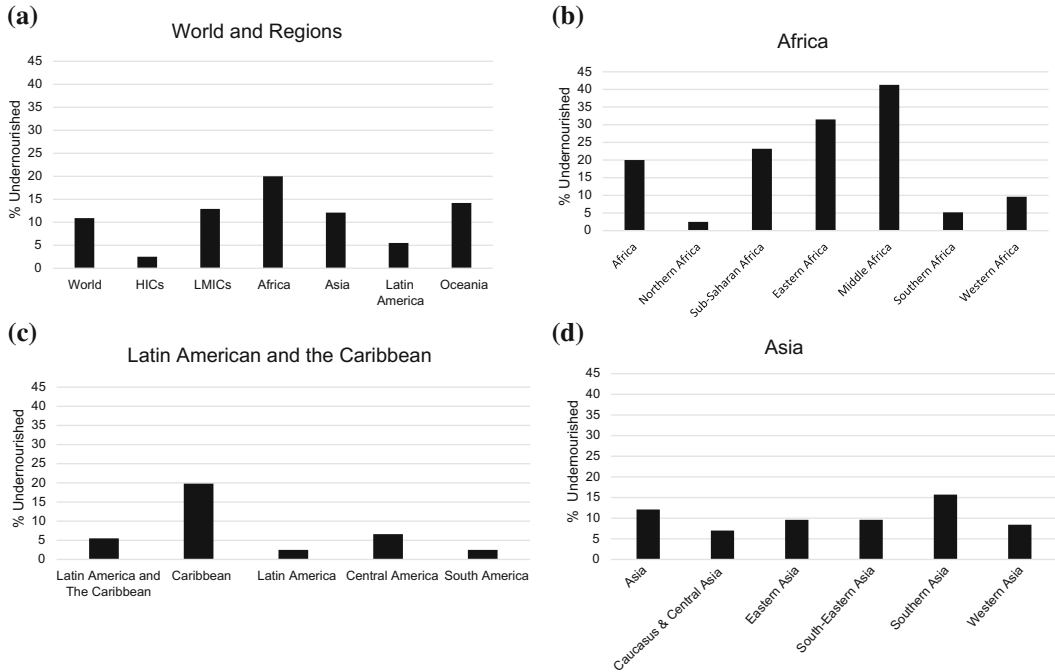 (a)
World and Regions
% Undernourished
45
40
35
30
25
20
15
10
5
0
World HICs LMICs Africa Asia Latin America Oceania
(b)
Africa
% Undernourished
45
40
35
30
25
20
15
10
5
0
Africa
Northern Africa
Sub-Saharan Africa
Eastern Africa
Middle Africa
Southern Africa
Western Africa
(c)
Latin American and the Caribbean
% Undernourished
45
40
35
30
25
20
15
10
5
0
Latin America and The Caribbean Caribbean Latin America Central America South America
(d)
Asia
% Undernourished
45
40
35
30
25
20
15
10
5
0
Asia
Caucasus & Central Asia
Eastern Asia
South-Eastern Asia
Southern Asia
Western Asia